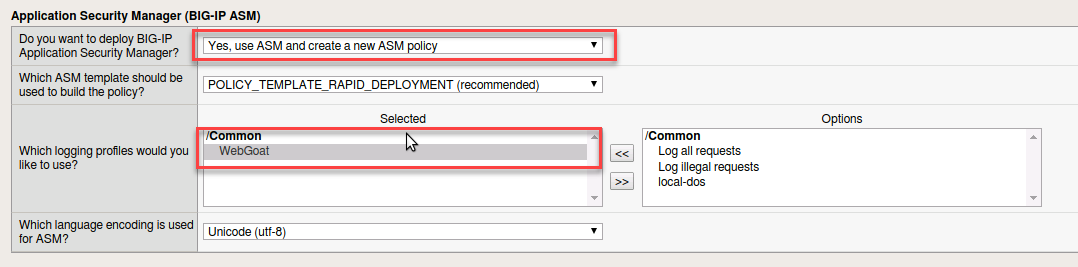 Application Security Manager (BIG-IP ASM)
Do you want to deploy BIG-IP
Application Security Manager?
Yes, use ASM and create a new ASM policy
Which ASM template should be
used to build the policy?
POLICY_TEMPLATE_RAPID_DEPLOYMENT (recommended)
Which logging profiles would you
like to use?
Selected
/Common
WebGoat
<<
>>
Options
/Common
Log all requests
Log illegal requests
local-dos
Which language encoding is used
for ASM?
Unicode (utf-8)